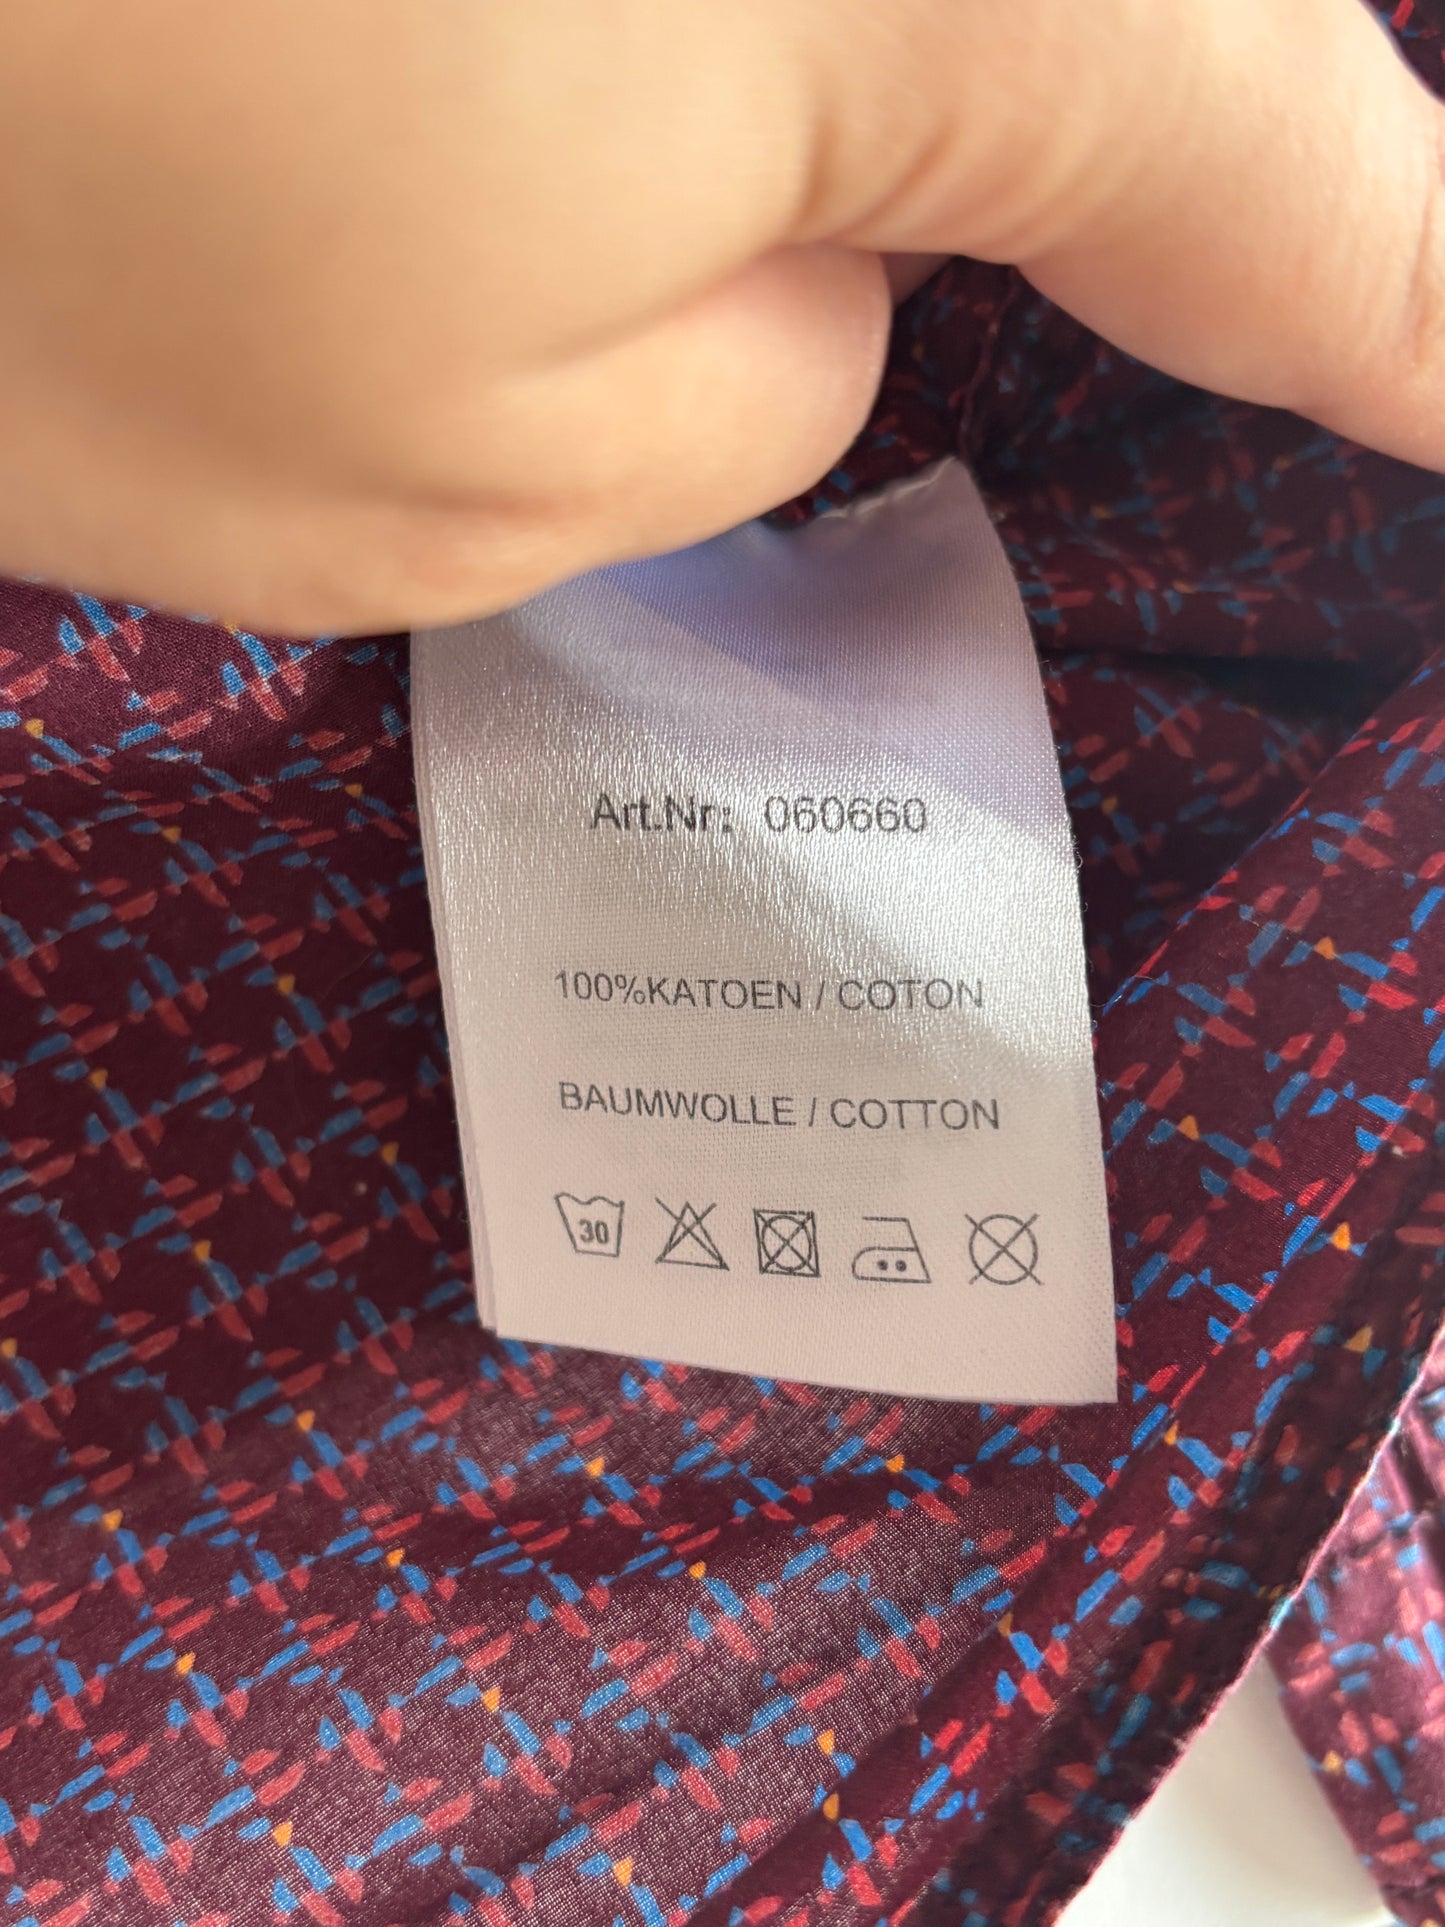 Art.Nr: 060660
100%KATOEN / COTON
BAUMWOLLE / COTTON
30